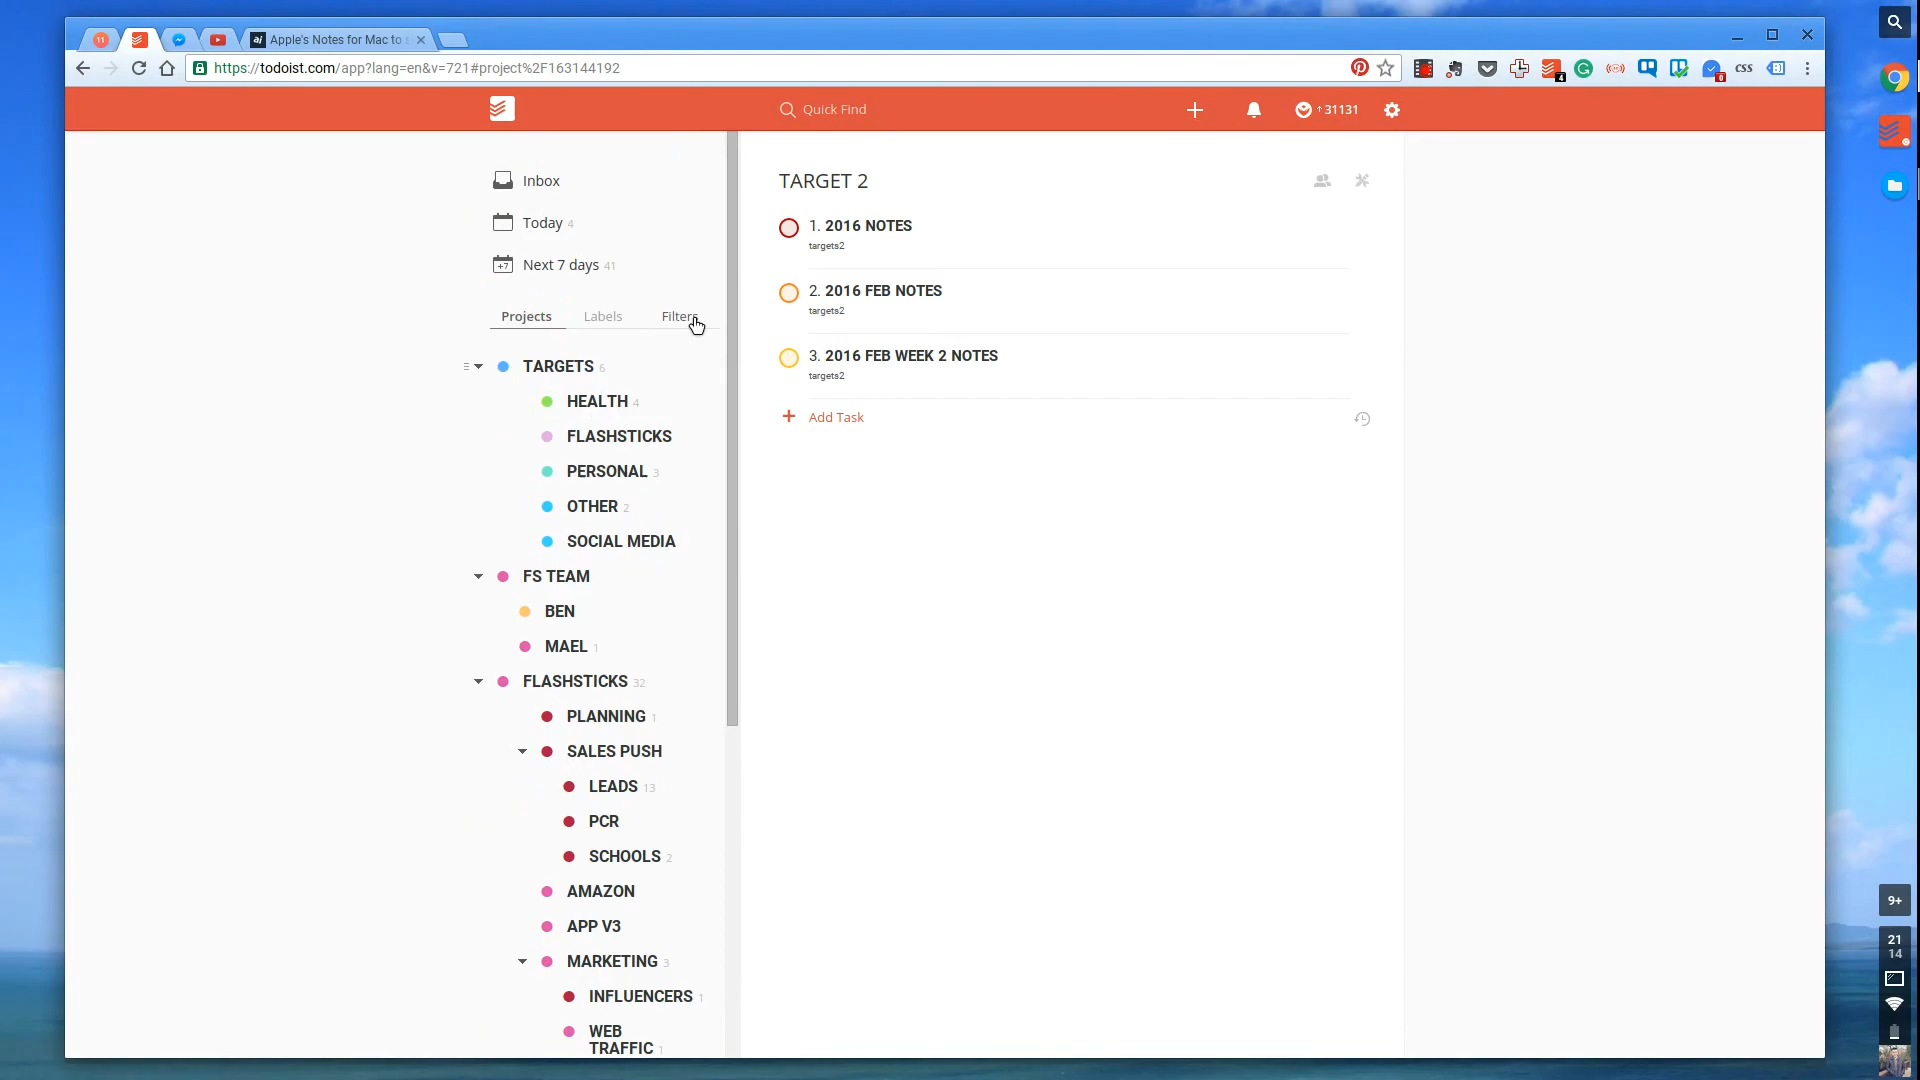 11
ai Apple's Notes for Mac to
https://todoist.com/app?lang=en&v=721#project%2F163144192
4
0
css
Quick Find
31131
Inbox
Today 4
+7 Next 7 days 41
Projects Labels Filters
TARGETS 6
HEALTH 4
FLASHSTICKS
PERSONAL 3
OTHER 2
SOCIAL MEDIA
FS TEAM
BEN
MAEL 1
FLASHSTICKS 32
PLANNING 1
SALES PUSH
LEADS 13
PCR
SCHOOLS 2
AMAZON
APP V3
MARKETING 3
INFLUENCERS 1
WEB
TRAFFIC 1
TARGET 2
1. 2016 NOTES
targets2
2. 2016 FEB NOTES
targets2
3. 2016 FEB WEEK 2 NOTES
targets2
+ Add Task
9+
21
14